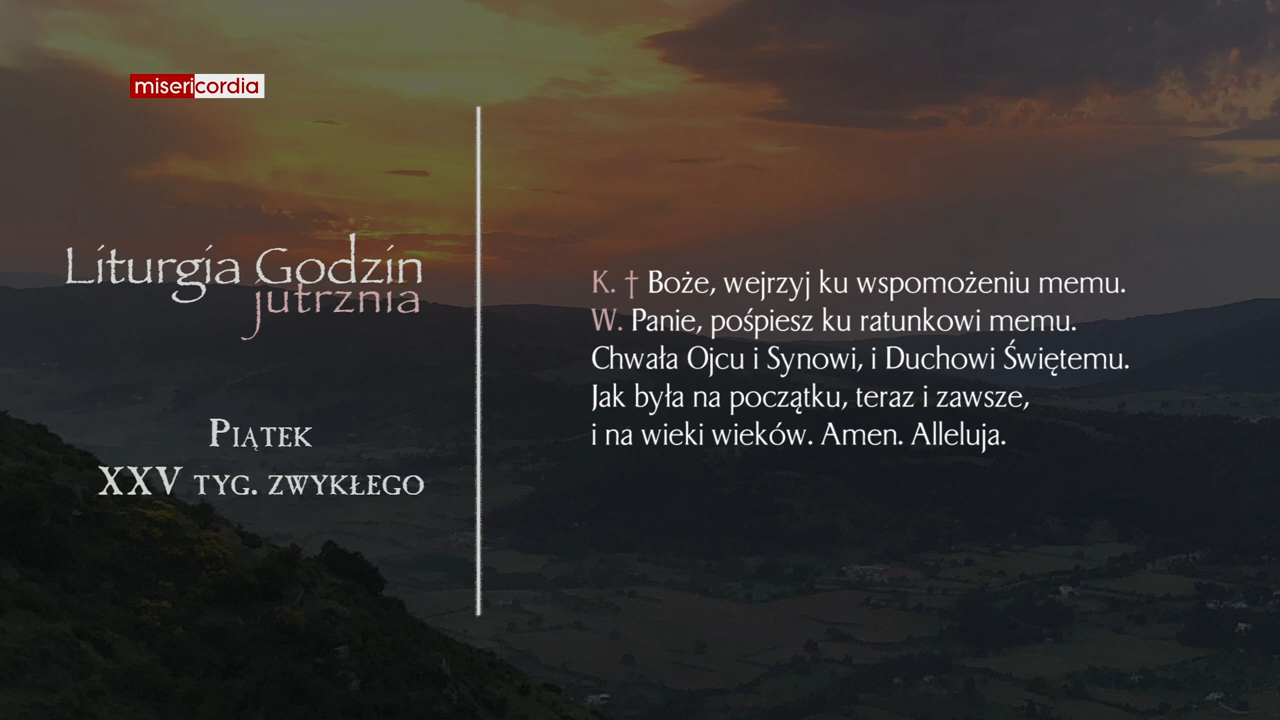 misericordia
Liturgia Godzin
jutrznia
Piątek
XXV tyg. zwykłego
K. † Boże, wejrzyj ku wspomożeniu memu.
W. Panie, pośpiesz ku ratunkowi memu.
Chwała Ojcu i Synowi, i Duchowi Świętemu.
Jak była na początku, teraz i zawsze,
i na wieki wieków. Amen. Alleluja.